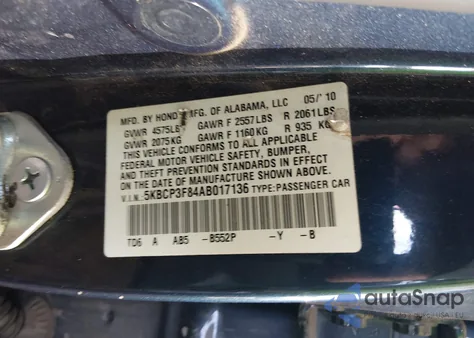 MFD. BY HONDA MFG. OF ALABAMA, LLC 05/10
GVWR 4575LBS GAWR F 2557LBS R 2061LBS
GVWR 2075KG GAWR F 1160KG R 935 KG
THIS VEHICLE CONFORMS TO ALL APPLICABLE
FEDERAL MOTOR VEHICLE SAFETY, BUMPER,
AND THEFT PREVENTION STANDARDS IN EFFECT
ON THE DATE OF MANUFACTURE SHOWN ABOVE.
V.I.N. 5KBCP3F84AB017136 TYPE: PASSENGER CAR
TD6 A AB5 -B552P -Y -B
autoSnap